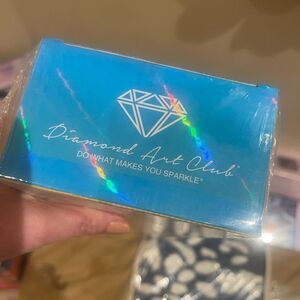 Diamond Art Club®
DO WHAT MAKES YOU SPARKLE®